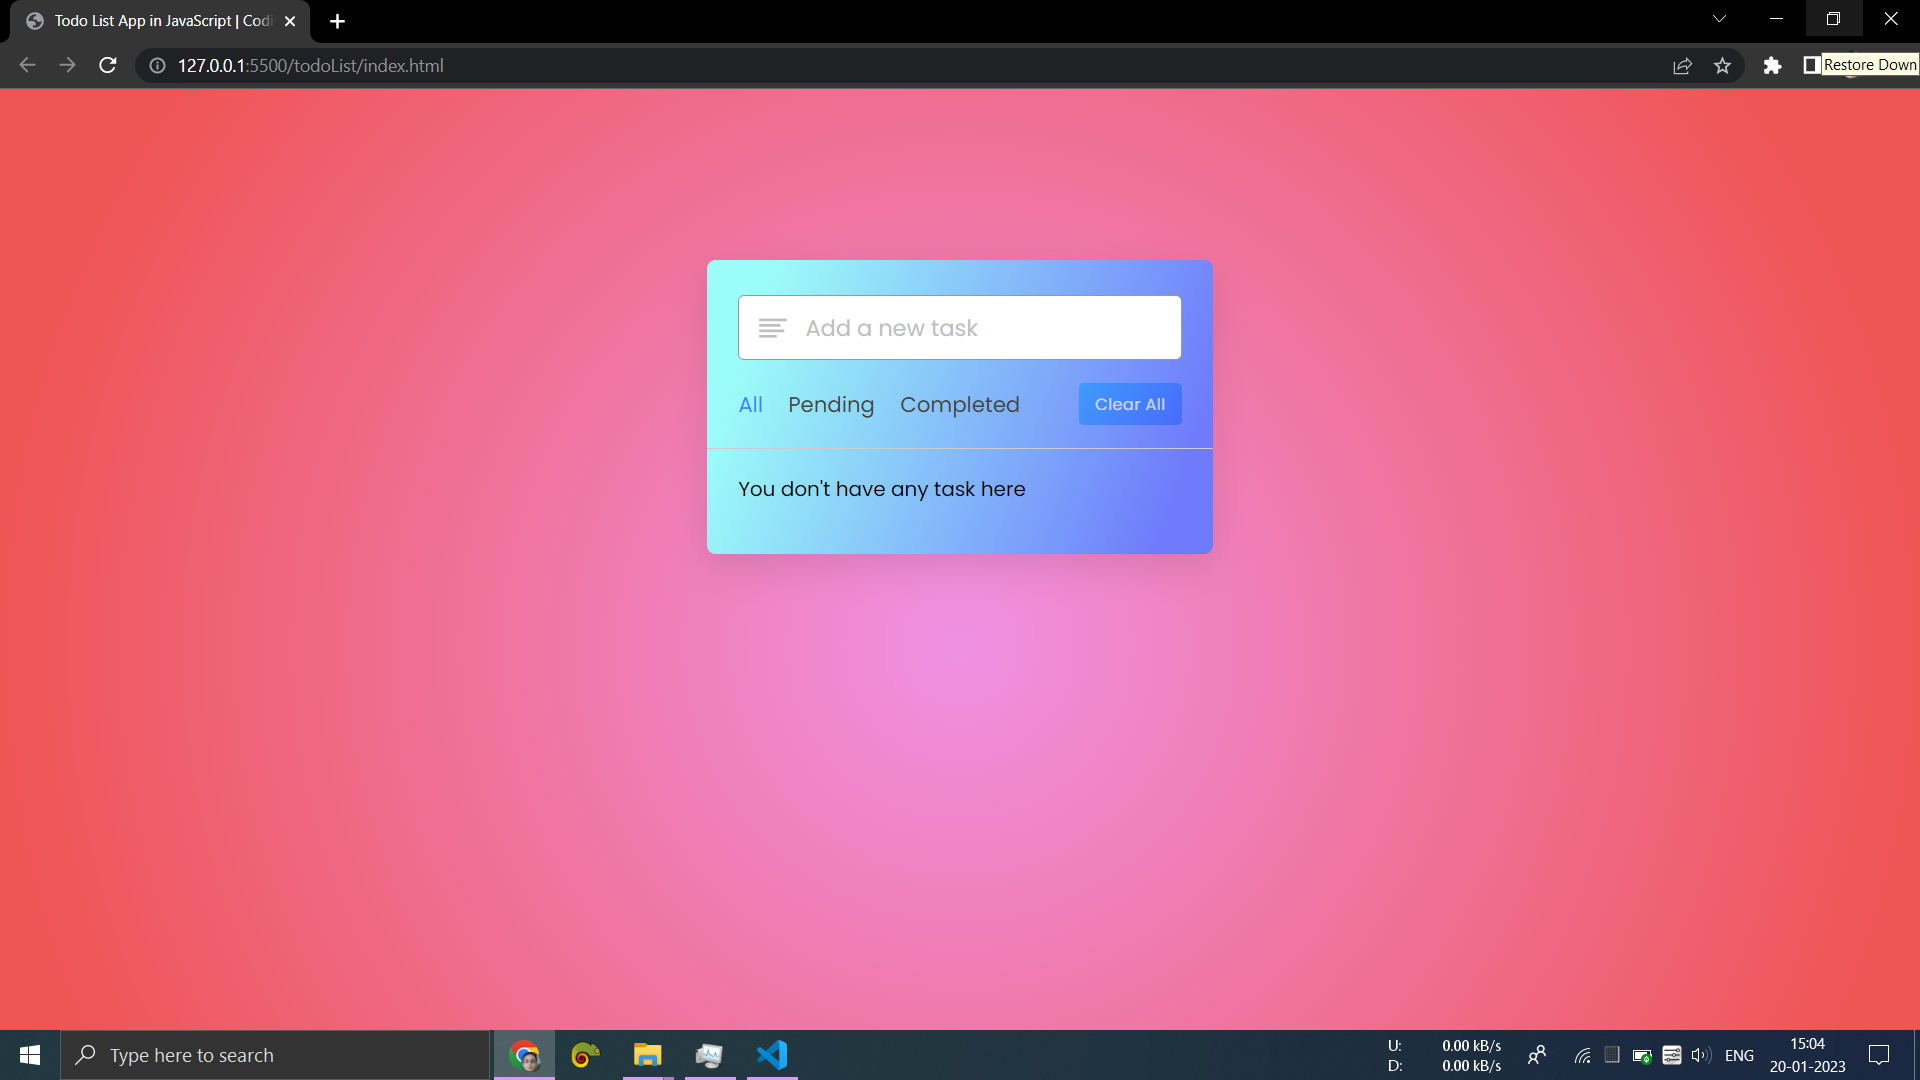 Todo List App in JavaScript | Codi
127.0.0.1:5500/todoList/index.html
Restore Down
Add a new task
All Pending Completed Clear All
You don't have any task here
Type here to search
U: 0.00 kB/s
D: 0.00 kB/s
ENG
15:04
20-01-2023